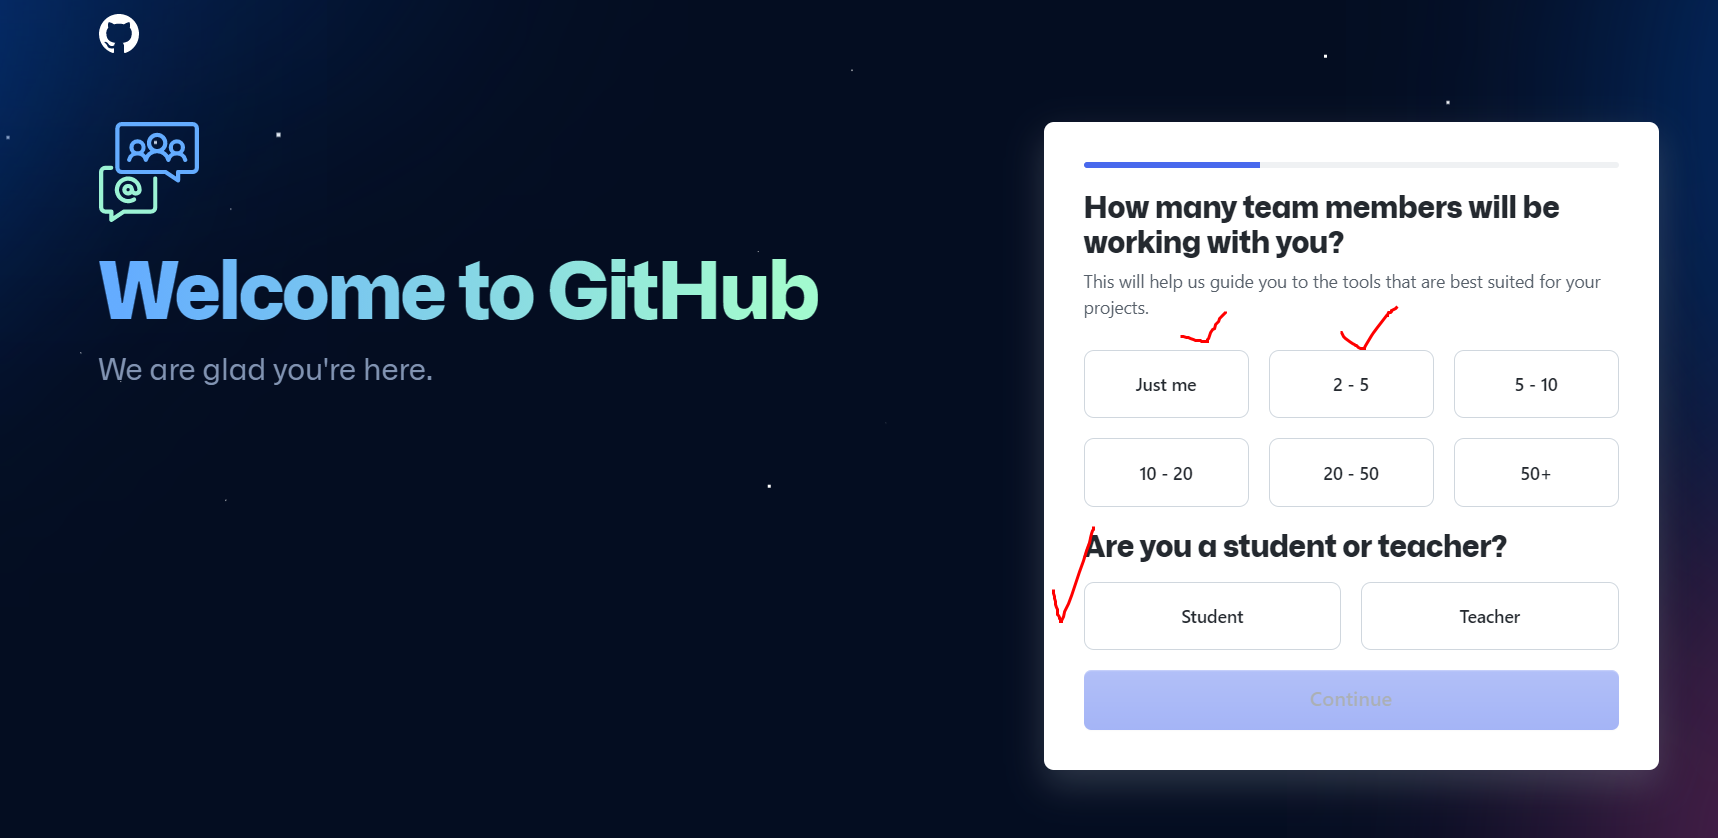 Welcome to GitHub
We are glad you're here.
How many team members will be
working with you?
This will help us guide you to the tools that are best suited for your
projects.
Just me
2 - 5
5 - 10
10 - 20
20 - 50
50+
Are you a student or teacher?
Student
Teacher
Continue